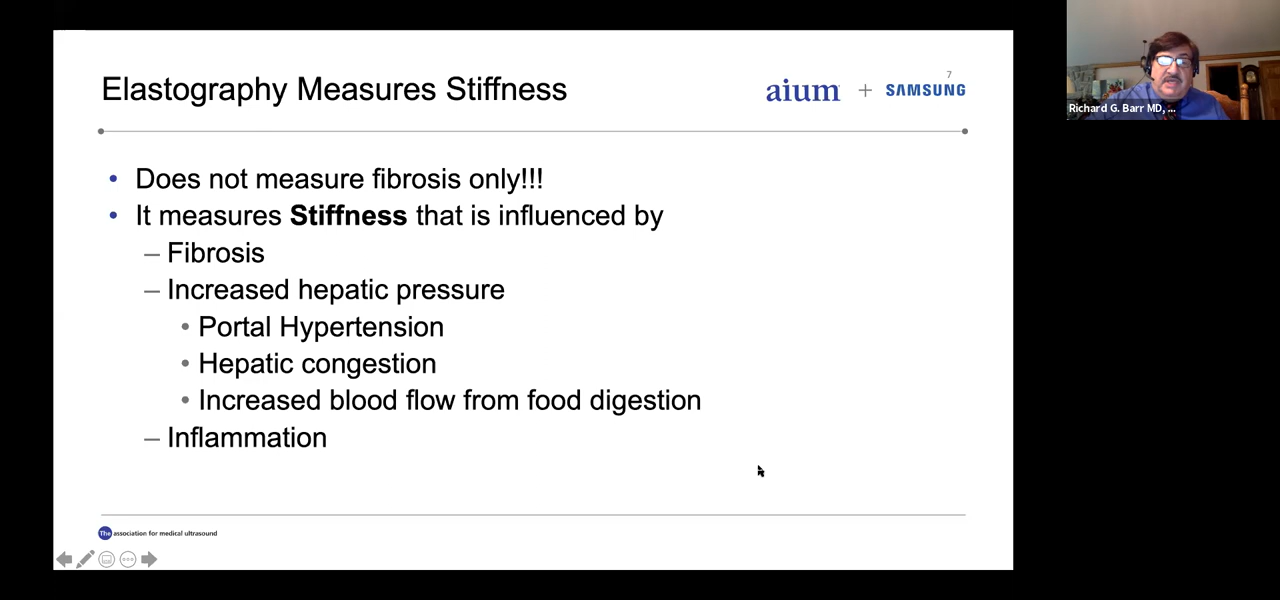 Elastography Measures Stiffness
7
aium + SAMSUNG
• Does not measure fibrosis only!!!
• It measures Stiffness that is influenced by
– Fibrosis
– Increased hepatic pressure
• Portal Hypertension
• Hepatic congestion
• Increased blood flow from food digestion
– Inflammation
The association for medical ultrasound
Richard G. Barr MD, ...